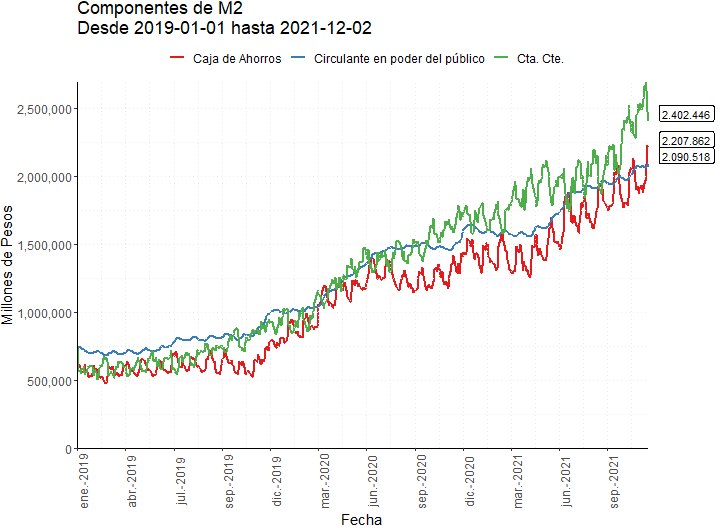 Componentes de M2
Desde 2019-01-01 hasta 2021-12-02
Caja de Ahorros Circulante en poder del público Cta. Cte.
Millones de Pesos
2,500,000
2,000,000
1,500,000
1,000,000
500,000
0
2.402.446
2.207.862
2.090.518
ene.-2019
abr.-2019
jul.-2019
sep.-2019
dic.-2019
mar.-2020
jun.-2020
sep.-2020
dic.-2020
mar.-2021
jun.-2021
sep.-2021
Fecha